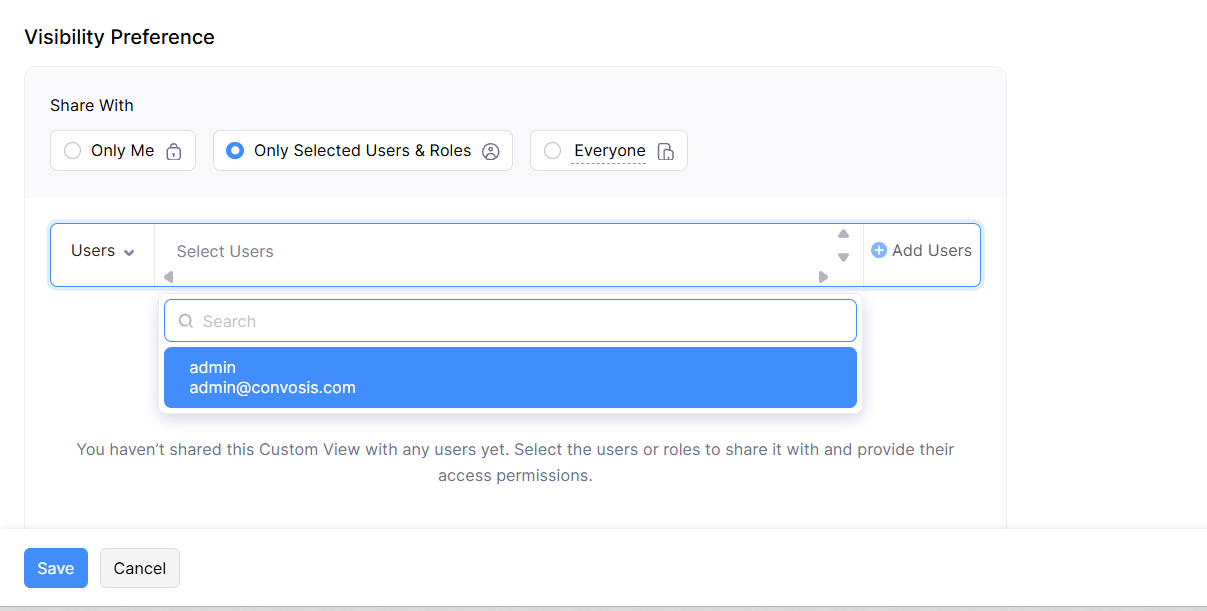 Visibility Preference
Share With
Only Me
Only Selected Users & Roles
Everyone
Users
Select Users
Add Users
Search
admin
admin@convosis.com
You haven’t shared this Custom View with any users yet. Select the users or roles to share it with and provide their
access permissions.
Save
Cancel